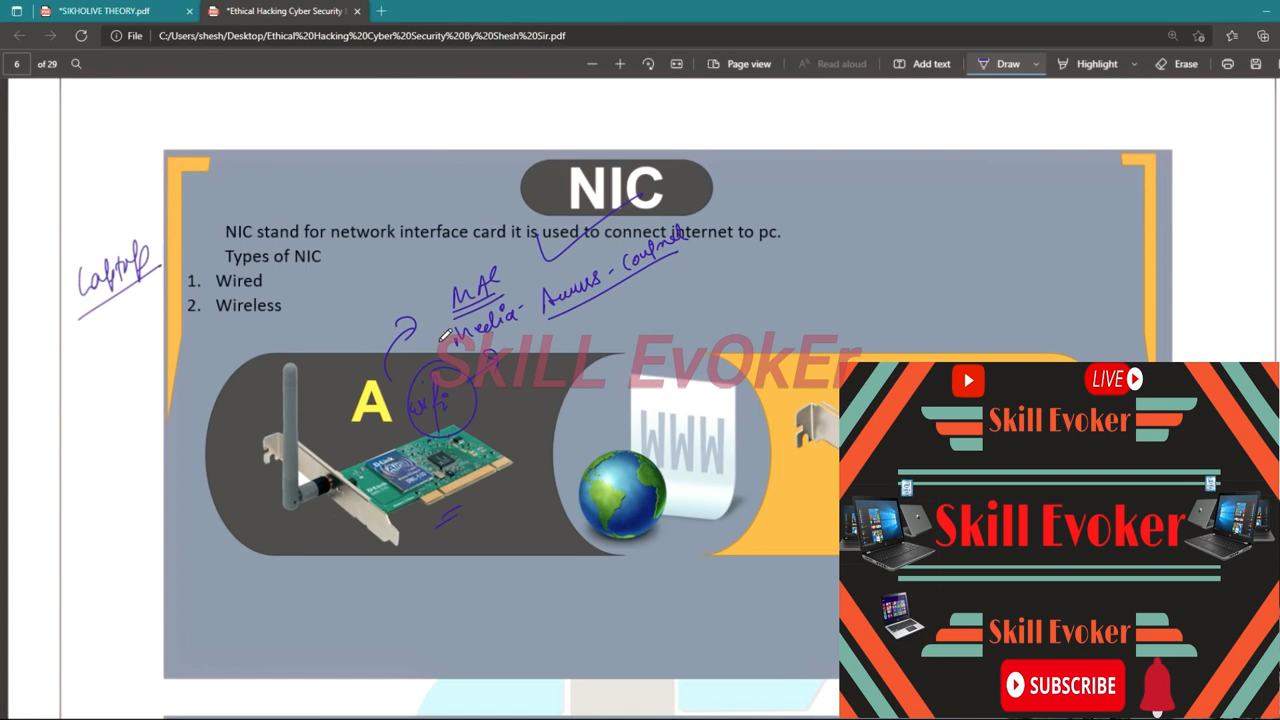 *SIKHOLIVE THEORY.pdf
*Ethical Hacking Cyber Security
File C:/Users/shesh/Desktop/Ethical%20Hacking%20Cyber%20Security%20By%20Shesh%20Sir.pdf
6 of 29 Page view Read aloud Add text Draw Highlight Erase
NIC
NIC stand for network interface card it is used to connect internet to pc.
Types of NIC
1. Wired
2. Wireless
Laptop
MAC
Media-
SKiLL EvOkEr
A
wifi
WWW
D-Link
LIVE
Skill Evoker
Skill Evoker
Skill Evoker
SUBSCRIBE